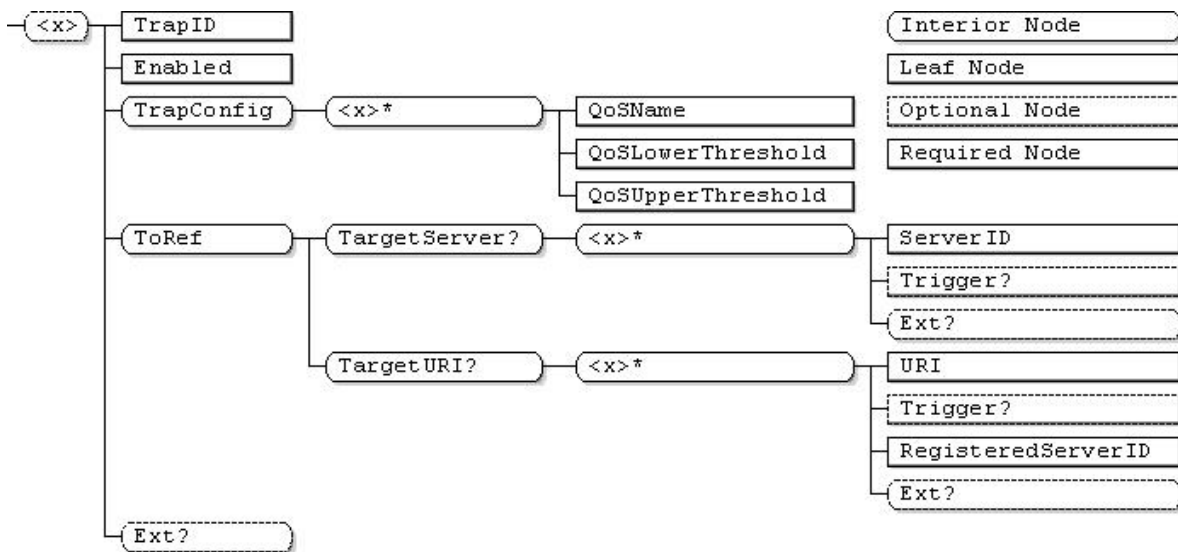 <x> TrapID Interior Node
Enabled Leaf Node
TrapConfig <x>* QoSName Optional Node
QoSLowerThreshold Required Node
QoSUpperThreshold
ToRef TargetServer? <x>* ServerID
Trigger?
Ext?
TargetURI? <x>* URI
Trigger?
RegisteredServerID
Ext?
Ext?